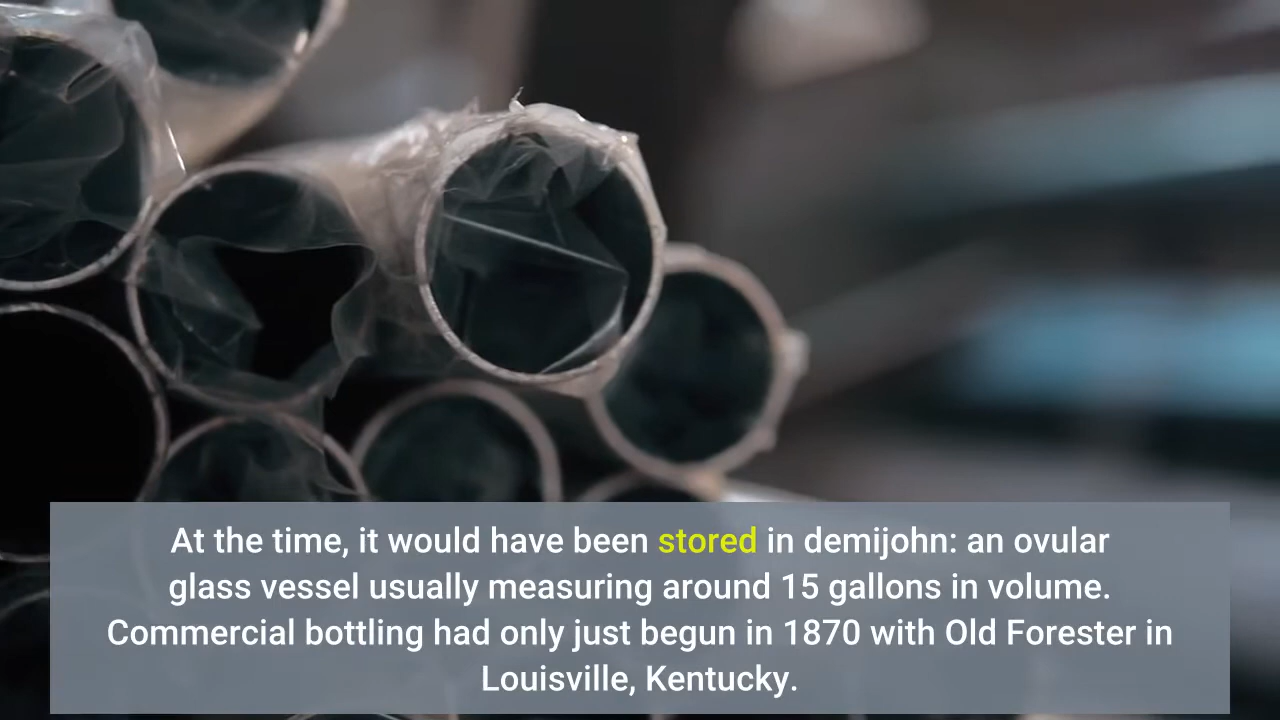 At the time, it would have been stored in demijohn: an ovular
glass vessel usually measuring around 15 gallons in volume.
Commercial bottling had only just begun in 1870 with Old Forester in
Louisville, Kentucky.